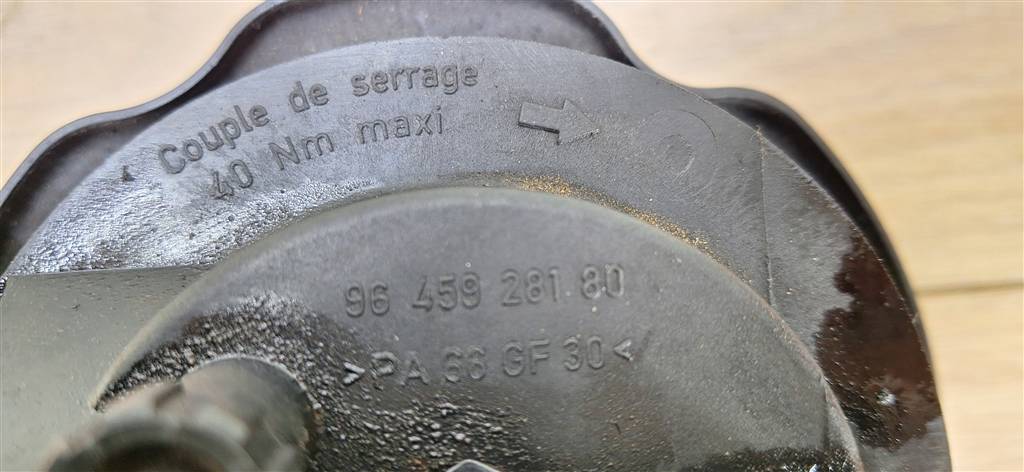 Couple de serrage
40 Nm maxi
96 459 281 80
>PA 66 GF 30<